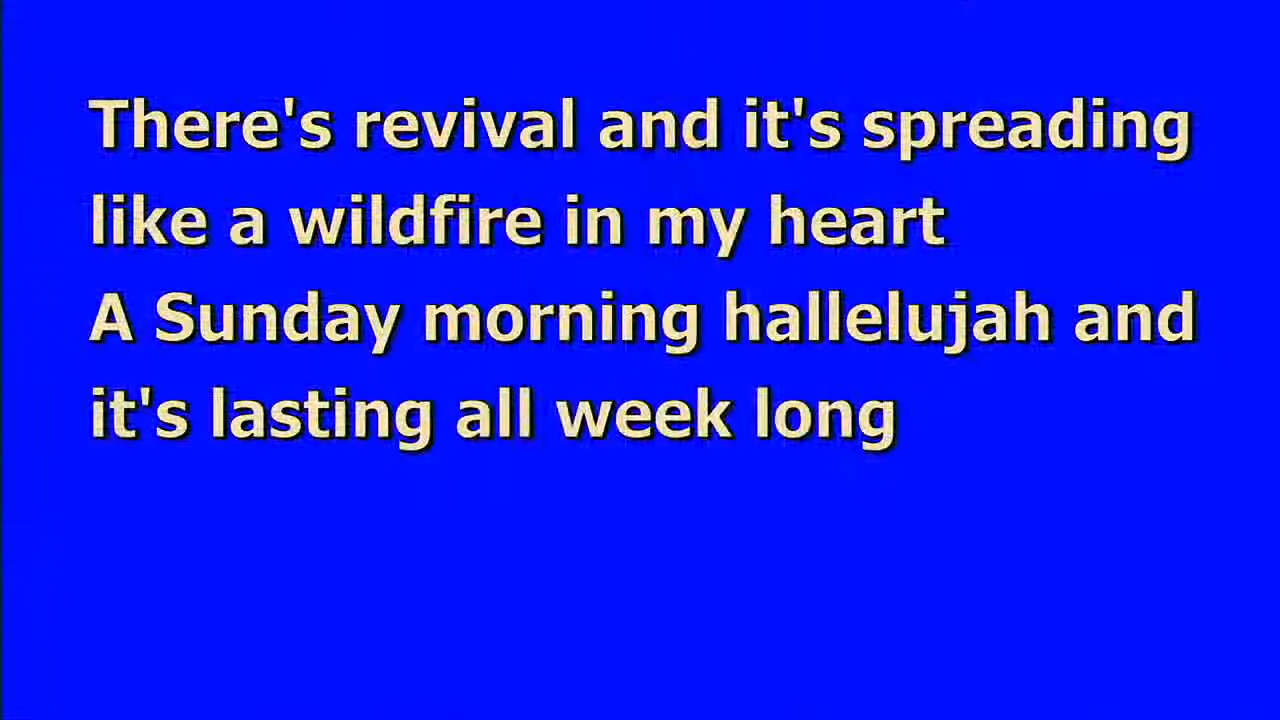 There's revival and it's spreading
like a wildfire in my heart
A Sunday morning hallelujah and
it's lasting all week long